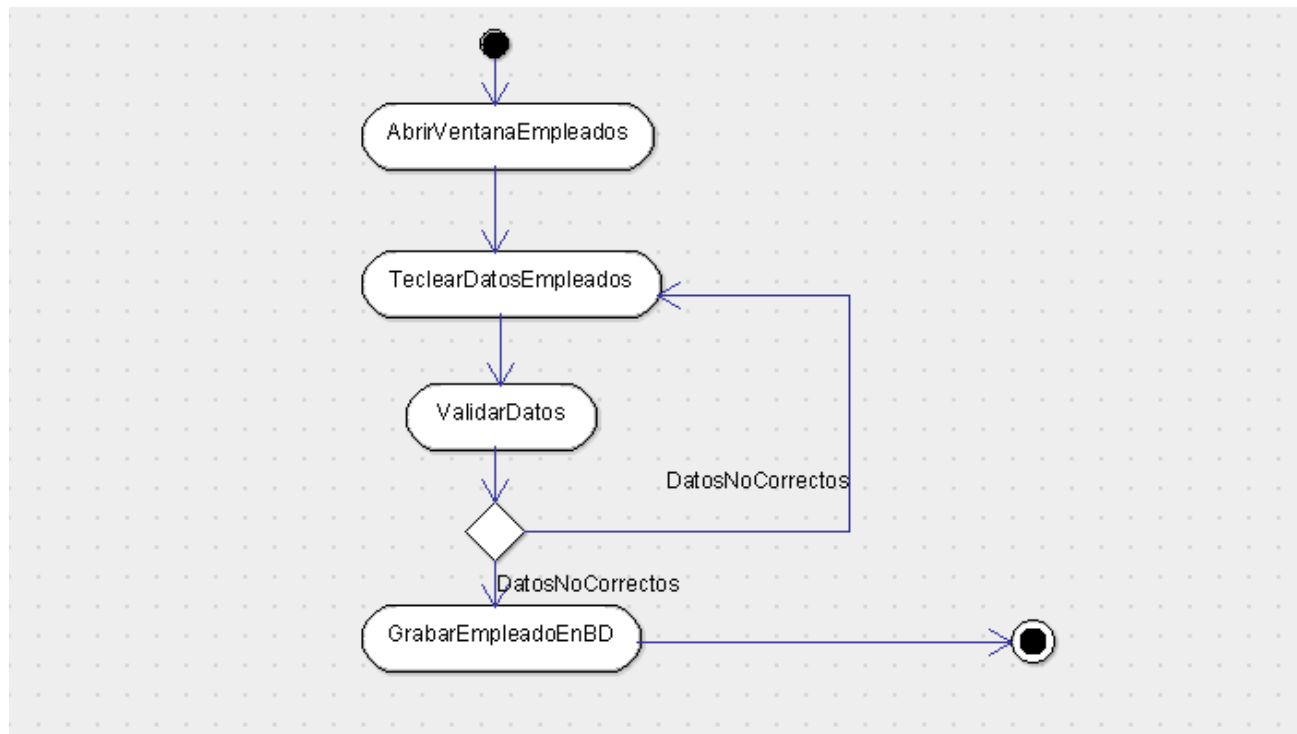 AbrirVentanaEmpleados
TeclearDatosEmpleados
ValidarDatos
DatosNoCorrectos
DatosNoCorrectos
GrabarEmpleadoEnBD